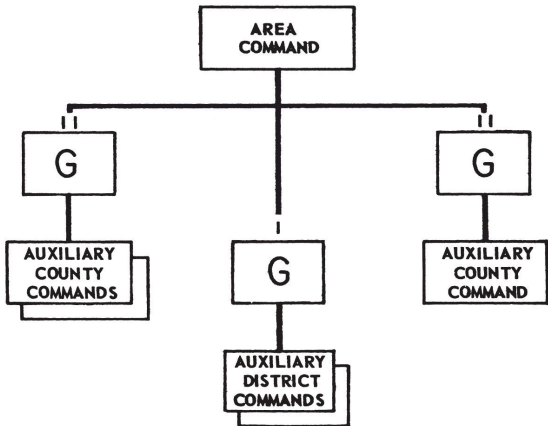 AREA
COMMAND
G
AUXILIARY
COUNTY
COMMANDS
G
AUXILIARY
DISTRICT
COMMANDS
G
AUXILIARY
COUNTY
COMMAND